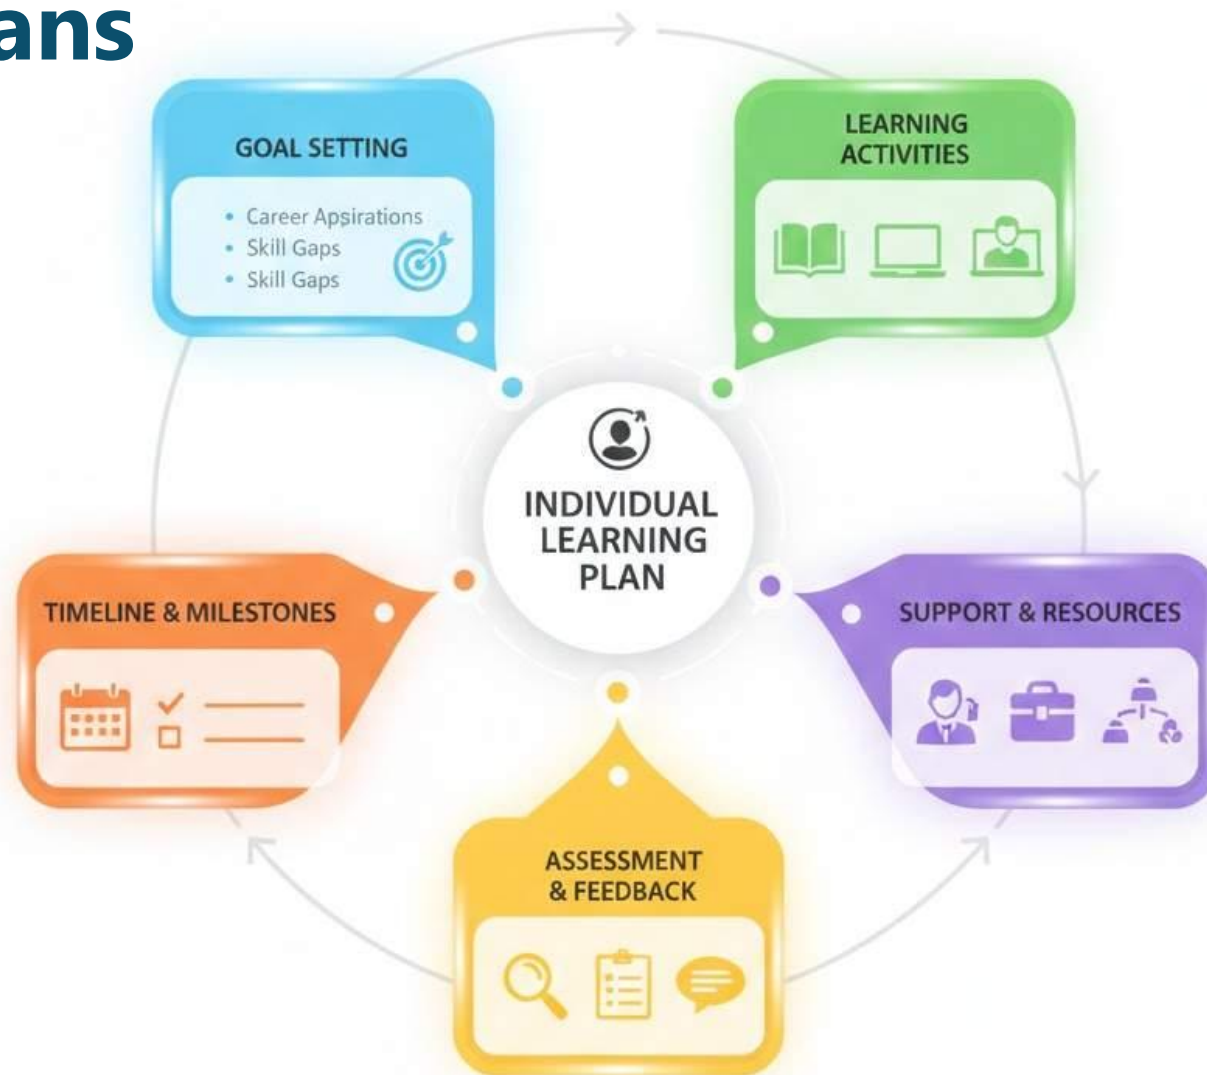 ans
GOAL SETTING
• Career Apsirations
• Skill Gaps
• Skill Gaps
LEARNING
ACTIVITIES
INDIVIDUAL
LEARNING
PLAN
TIMELINE & MILESTONES
SUPPORT & RESOURCES
ASSESSMENT
& FEEDBACK